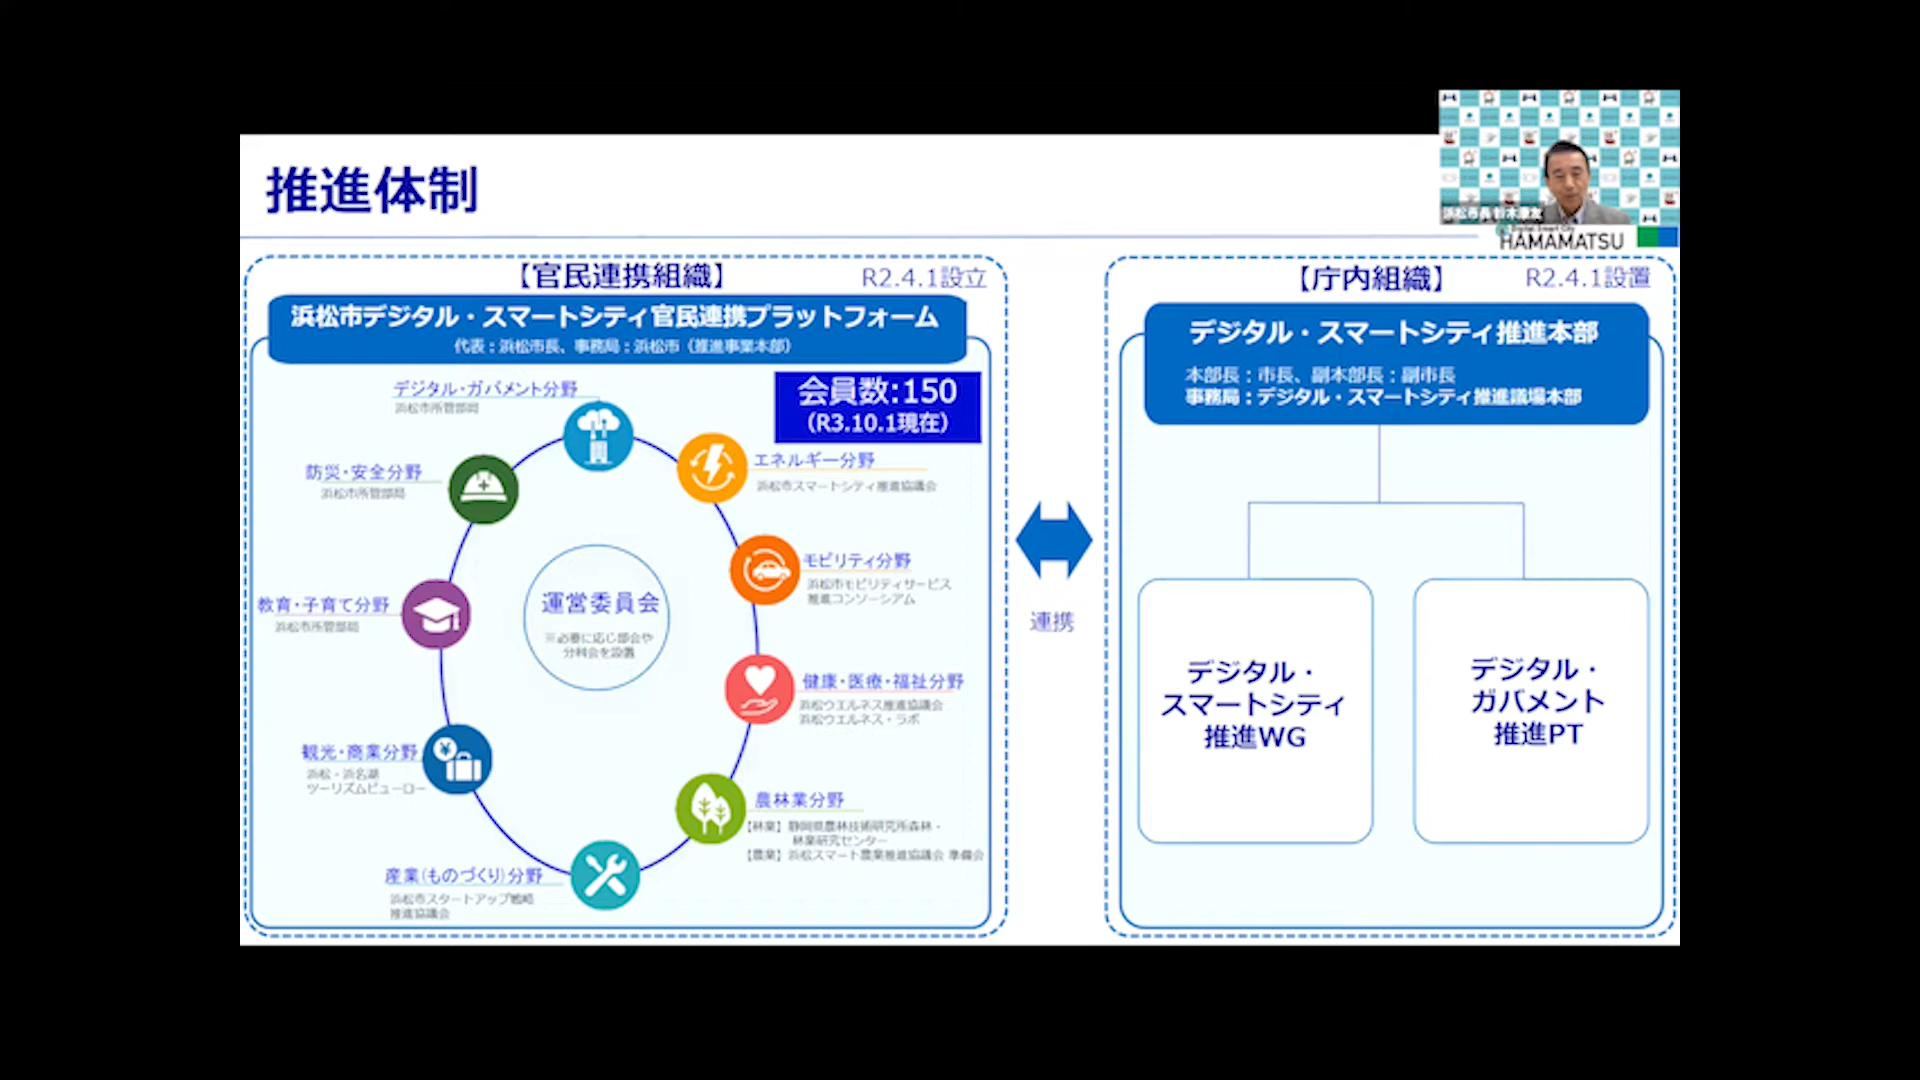 推進体制
浜松市長 鈴木康友
Digital Smart City
HAMAMATSU
【官民連携組織】
R2.4.1設立
浜松市デジタル・スマートシティ官民連携プラットフォーム
代表：浜松市長、事務局：浜松市（推進事業本部）
会員数:150
（R3.10.1現在）
デジタル・ガバメント分野
浜松市所管部局
エネルギー分野
浜松市スマートシティ推進協議会
モビリティ分野
浜松市モビリティサービス
推進コンソーシアム
健康・医療・福祉分野
浜松ウエルネス推進協議会
浜松ウエルネス・ラボ
農林業分野
【林業】静岡県農林技術研究所森林・
林業研究センター
【農業】浜松スマート農業推進協議会 準備会
産業(ものづくり)分野
浜松市スタートアップ戦略
推進協議会
観光・商業分野
浜松・浜名湖
ツーリズムビューロー
教育・子育て分野
浜松市所管部局
防災・安全分野
浜松市所管部局
運営委員会
※必要に応じ部会や
分科会を設置
連携
【庁内組織】
R2.4.1設置
デジタル・スマートシティ推進本部
本部長：市長、副本部長：副市長
事務局：デジタル・スマートシティ推進議場本部
デジタル・
スマートシティ
推進WG
デジタル・
ガバメント
推進PT